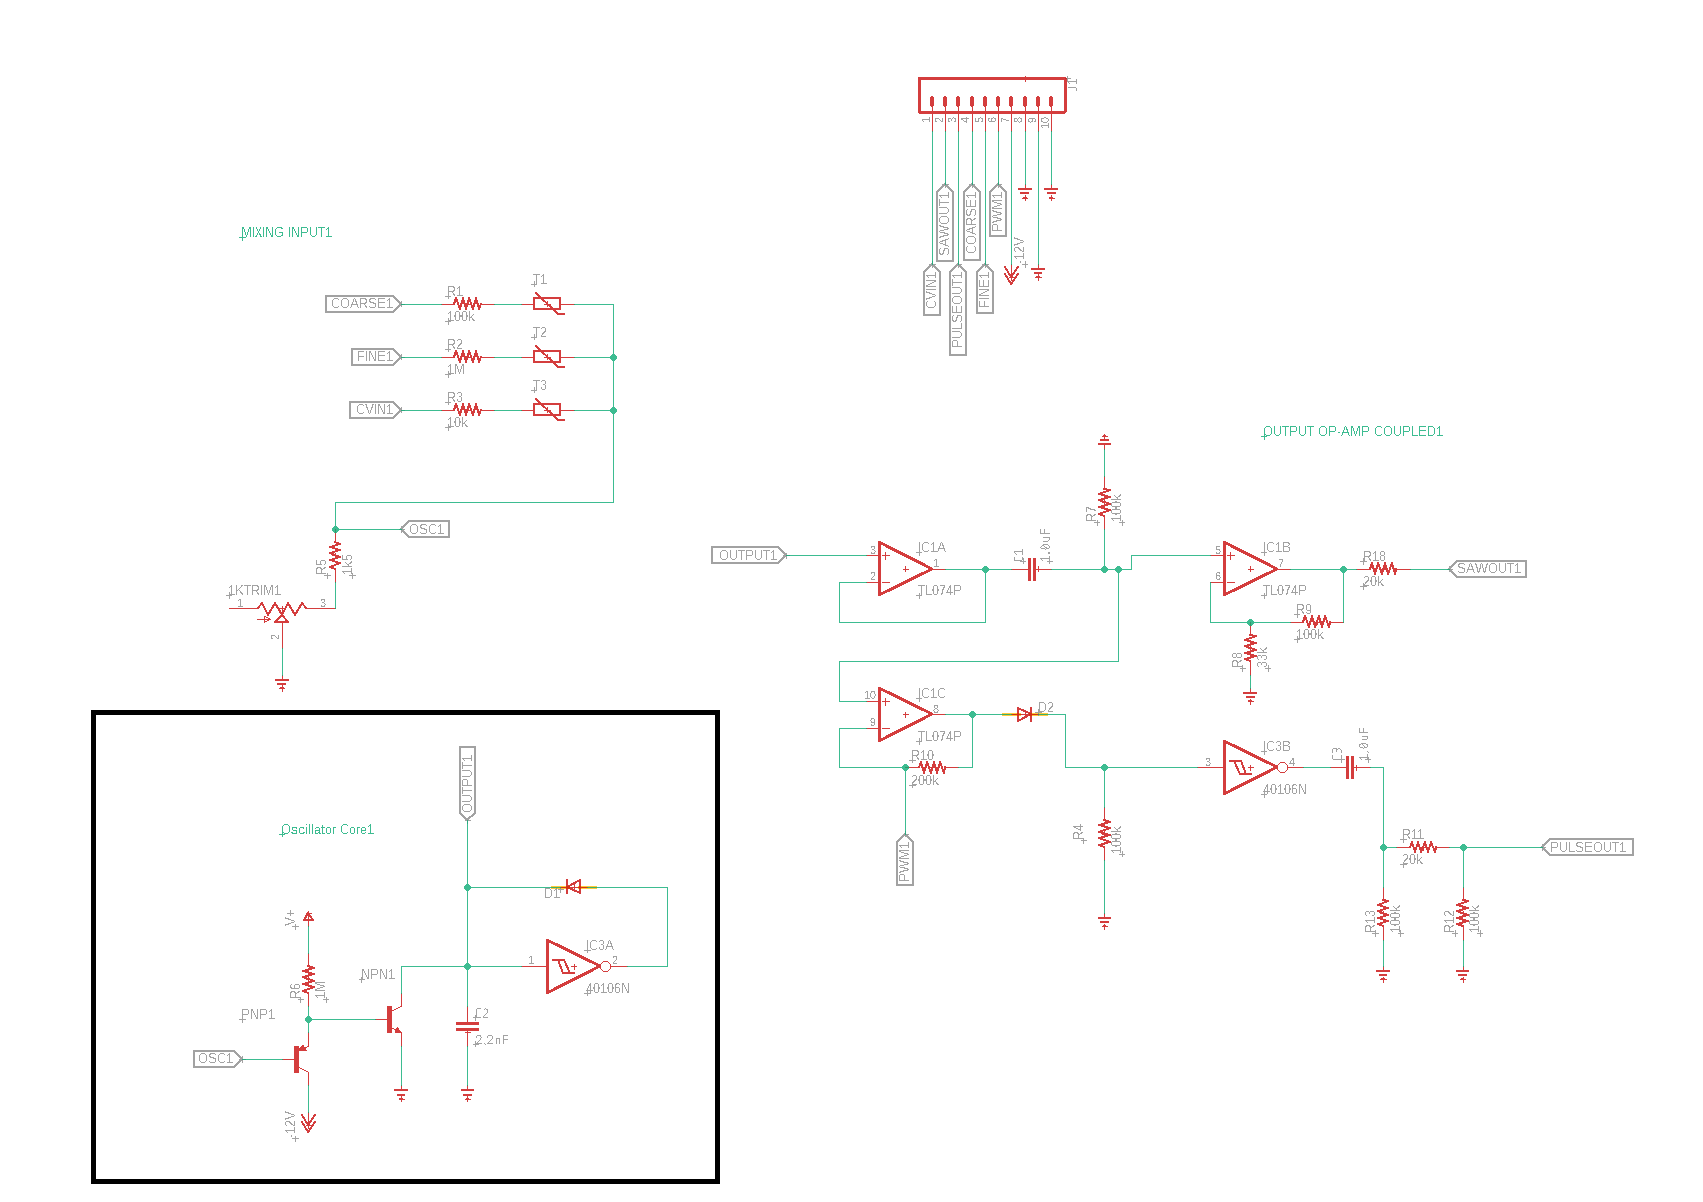 J1
1
2
3
4
5
6
7
8
9
10
SAWOUT1
COARSE1
PWM1
CVIN1
PULSEOUT1
FINE1
-12V
MIXING INPUT1
COARSE1
R1
100k
T1
FINE1
R2
1M
T2
CVIN1
R3
10k
T3
OSC1
R5
1k5
1KTRIM1
1
3
2
OUTPUT OP-AMP COUPLED1
OUTPUT1
3
2
1
IC1A
TL074P
C1
1.0uF
R7
100k
5
6
7
IC1B
TL074P
R18
20k
SAWOUT1
R9
100k
R8
33k
10
9
8
IC1C
TL074P
R10
200k
PWM1
D2
R4
100k
3
4
IC3B
40106N
C3
1.0uF
R11
20k
PULSEOUT1
R13
100k
R12
100k
Oscillator Core1
OUTPUT1
D1
V+
R6
1M
NPN1
PNP1
OSC1
1
2
IC3A
40106N
C2
2.2nF
-12V